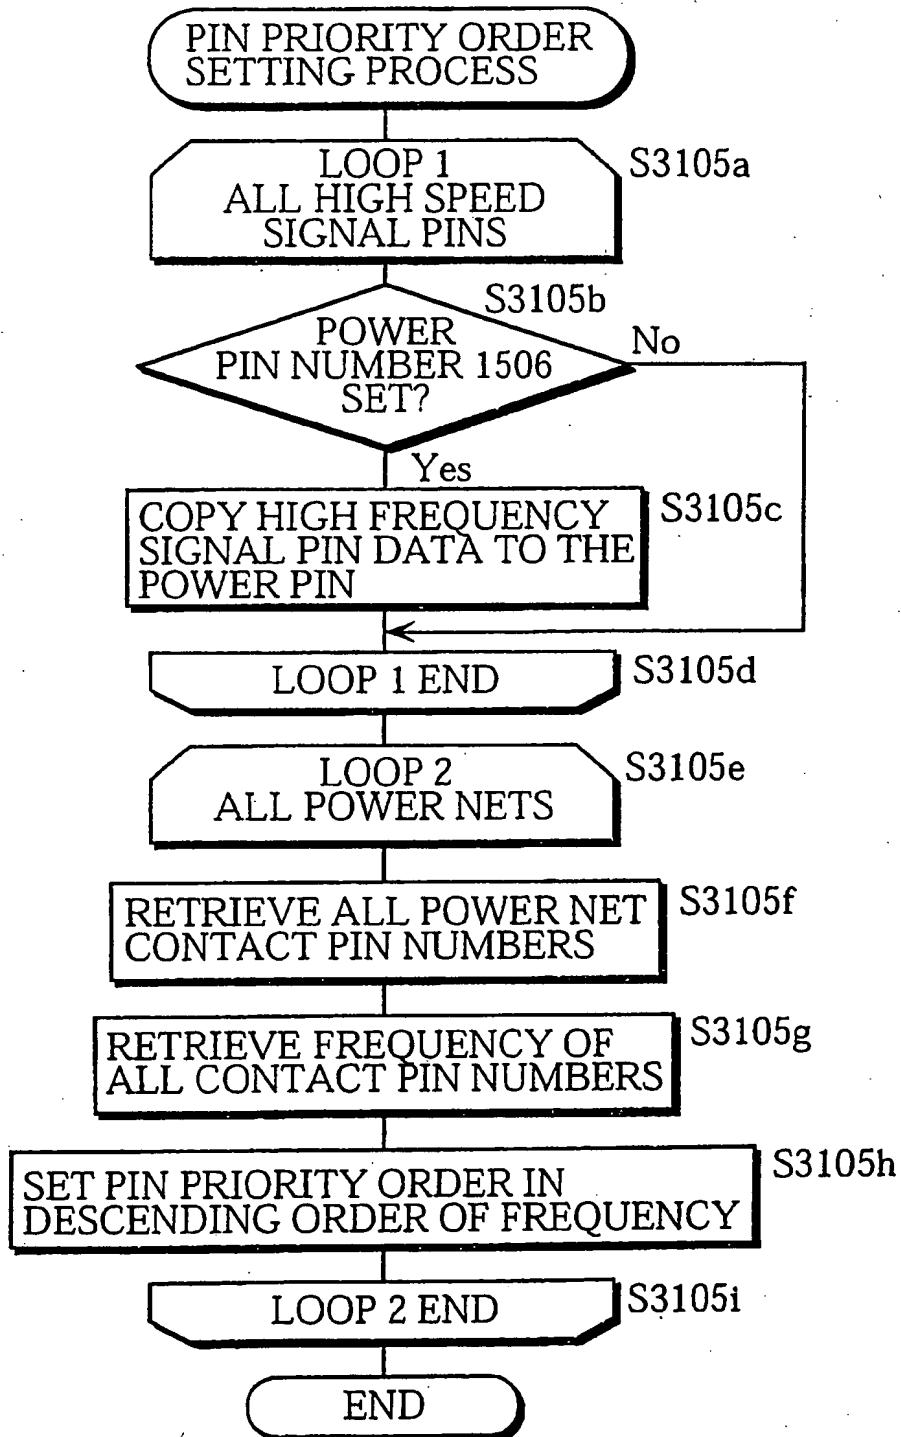 PIN PRIORITY ORDER
SETTING PROCESS
LOOP 1
ALL HIGH SPEED
SIGNAL PINS
S3105a
S3105b
POWER
PIN NUMBER 1506
SET?
No
Yes
COPY HIGH FREQUENCY
SIGNAL PIN DATA TO THE
POWER PIN
S3105c
LOOP 1 END
S3105d
LOOP 2
ALL POWER NETS
S3105e
RETRIEVE ALL POWER NET
CONTACT PIN NUMBERS
S3105f
RETRIEVE FREQUENCY OF
ALL CONTACT PIN NUMBERS
S3105g
SET PIN PRIORITY ORDER IN
DESCENDING ORDER OF FREQUENCY
S3105h
LOOP 2 END
S3105i
END